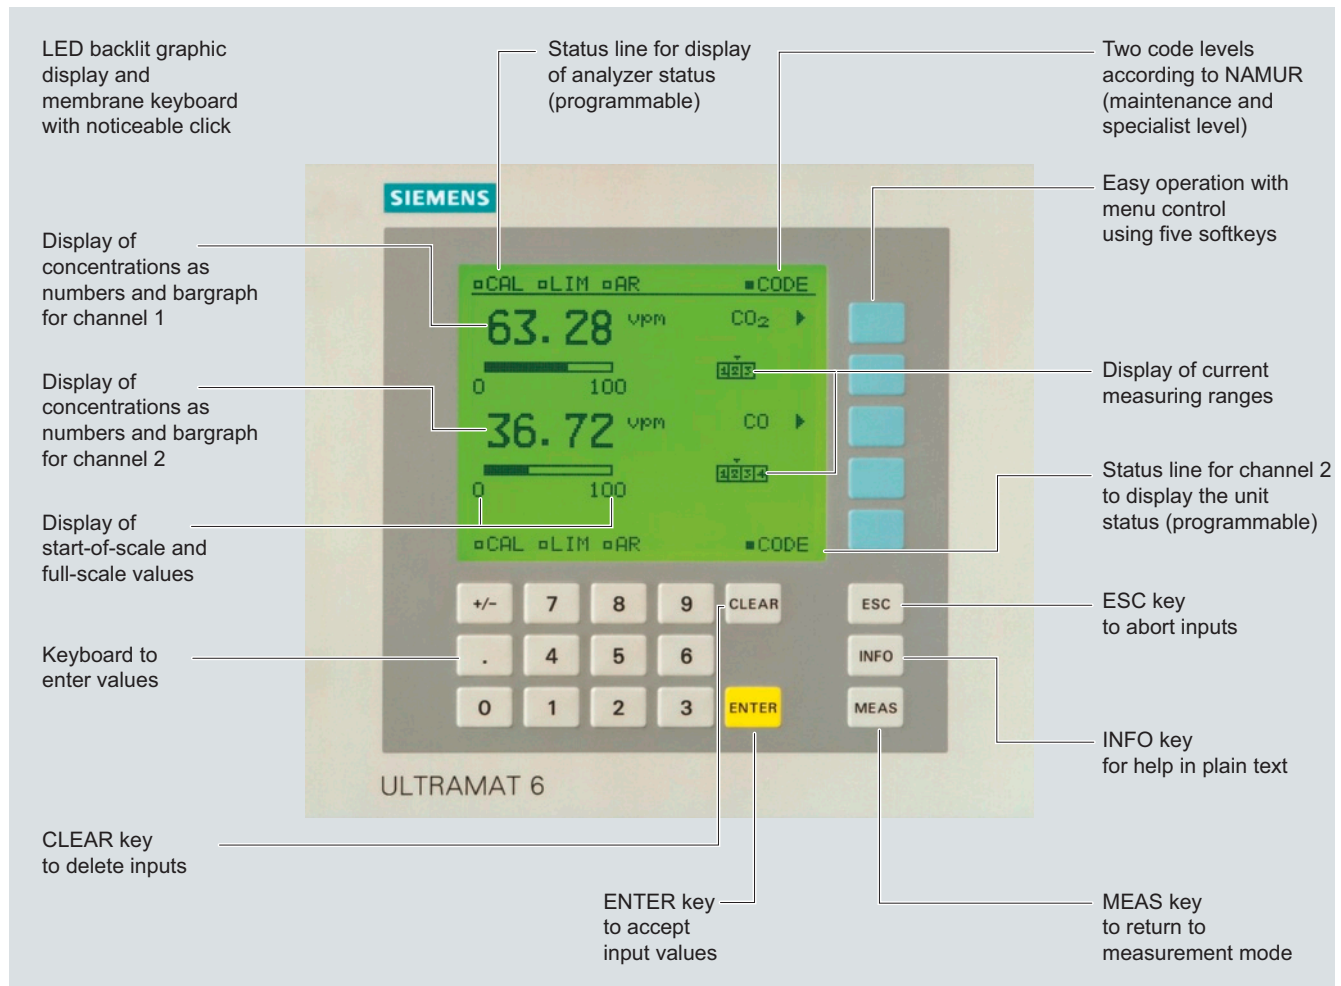 LED backlit graphic
display and
membrane keyboard
with noticeable click
Status line for display
of analyzer status
(programmable)
Two code levels
according to NAMUR
(maintenance and
specialist level)
Easy operation with
menu control
using five softkeys
Display of
concentrations as
numbers and bargraph
for channel 1
Display of
concentrations as
numbers and bargraph
for channel 2
Display of
start-of-scale and
full-scale values
Keyboard to
enter values
CLEAR key
to delete inputs
SIEMENS
CAL LIM AR CODE
63.28 vpm CO₂
1 2 3
0 100
36.72 vpm CO
1 2 3 4
0 100
CAL LIM AR CODE
+/- 7 8 9 CLEAR ESC
. 4 5 6 INFO
0 1 2 3 ENTER MEAS
ULTRAMAT 6
Display of current
measuring ranges
Status line for channel 2
to display the unit
status (programmable)
ESC key
to abort inputs
INFO key
for help in plain text
ENTER key
to accept
input values
MEAS key
to return to
measurement mode